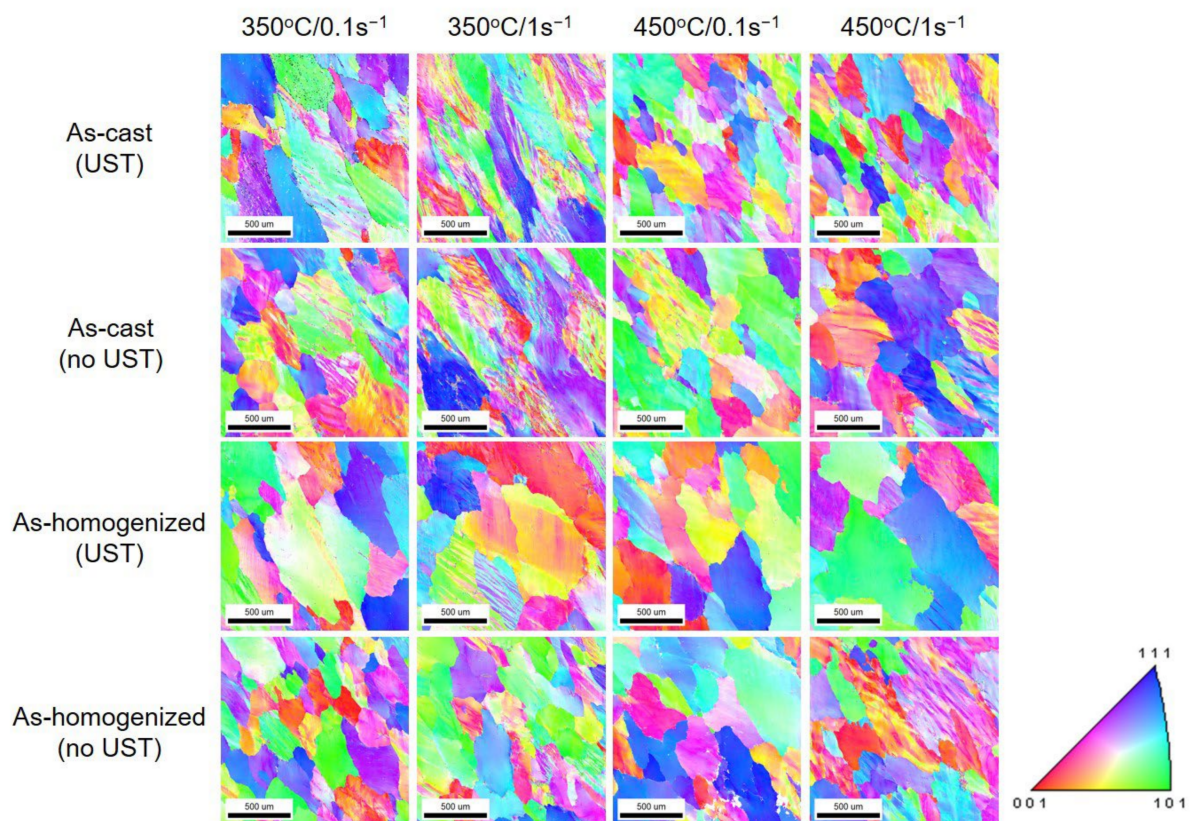 350°C/0.1s⁻¹ 350°C/1s⁻¹ 450°C/0.1s⁻¹ 450°C/1s⁻¹
As-cast
(UST)
500 um 500 um 500 um 500 um
As-cast
(no UST)
500 um 500 um 500 um 500 um
As-homogenized
(UST)
500 um 500 um 500 um 500 um
As-homogenized
(no UST)
500 um 500 um 500 um 500 um
111
001 101